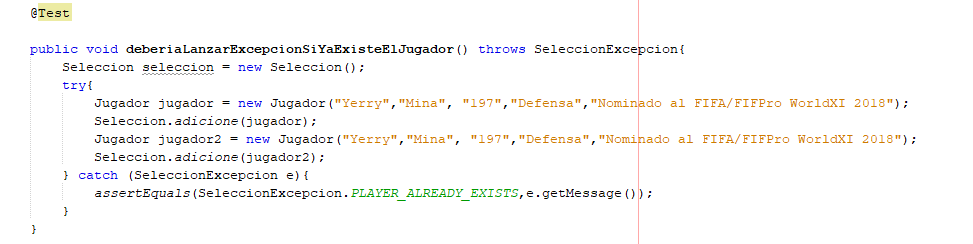 @Test
public void deberiaLanzarExcepcionSiYaExisteElJugador() throws SeleccionExcepcion{
Seleccion seleccion = new Seleccion();
try{
Jugador jugador = new Jugador("Yerry","Mina", "197","Defensa","Nominado al FIFA/FIFPro WorldXI 2018");
Seleccion.adicione(jugador);
Jugador jugador2 = new Jugador("Yerry","Mina", "197","Defensa","Nominado al FIFA/FIFPro WorldXI 2018");
Seleccion.adicione(jugador2);
} catch (SeleccionExcepcion e){
assertEquals(SeleccionExcepcion.PLAYER_ALREADY_EXISTS,e.getMessage());
}
}